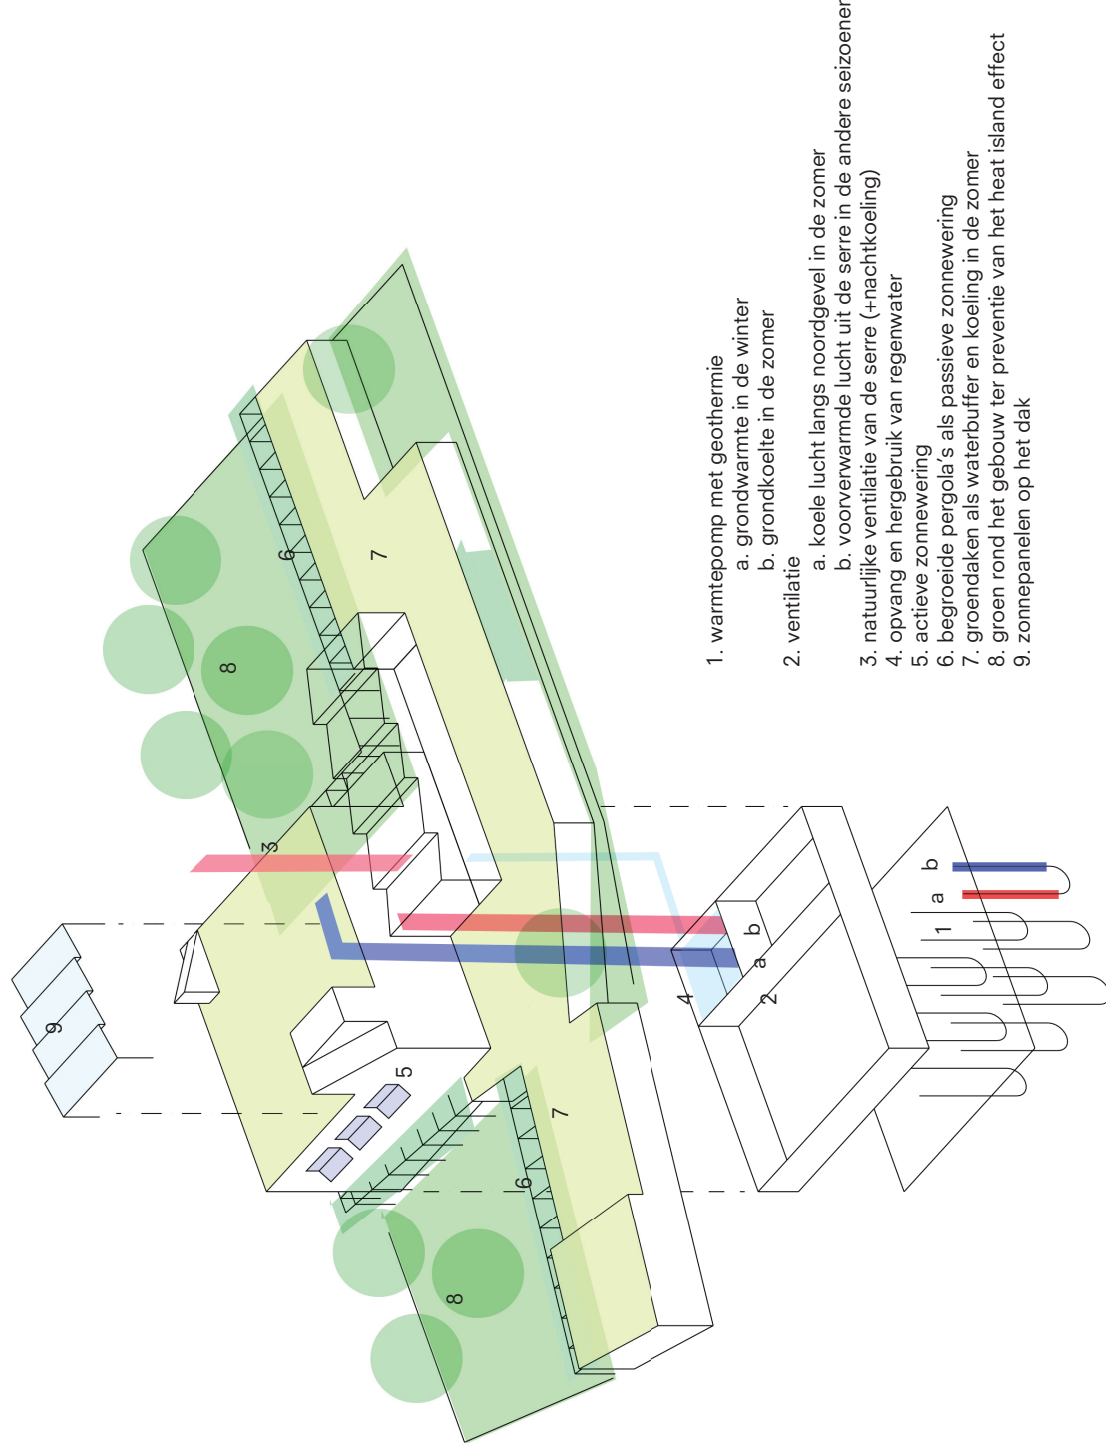 9
3
8
6
7
5
6
7
8
4
2
a
b
1
a
b
1. warmtepomp met geothermie
a. grondwarmte in de winter
b. grondkoelte in de zomer
2. ventilatie
a. koele lucht langs noordgevel in de zomer
b. voorverwarmde lucht uit de serre in de andere seizoenen
3. natuurlijke ventilatie van de serre (+nachtkoeling)
4. opvang en hergebruik van regenwater
5. actieve zonnewering
6. begroeide pergola’s als passieve zonnewering
7. groendaken als waterbuffer en koeling in de zomer
8. groen rond het gebouw ter preventie van het heat island effect
9. zonnepanelen op het dak